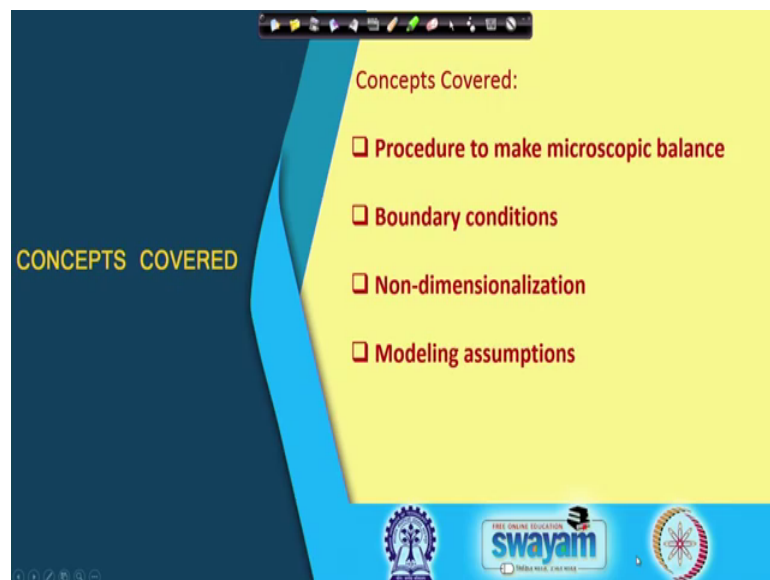 Concepts Covered:
❑ Procedure to make microscopic balance
❑ Boundary conditions
CONCEPTS COVERED
❑ Non-dimensionalization
❑ Modeling assumptions
FREE ONLINE EDUCATION
swayam